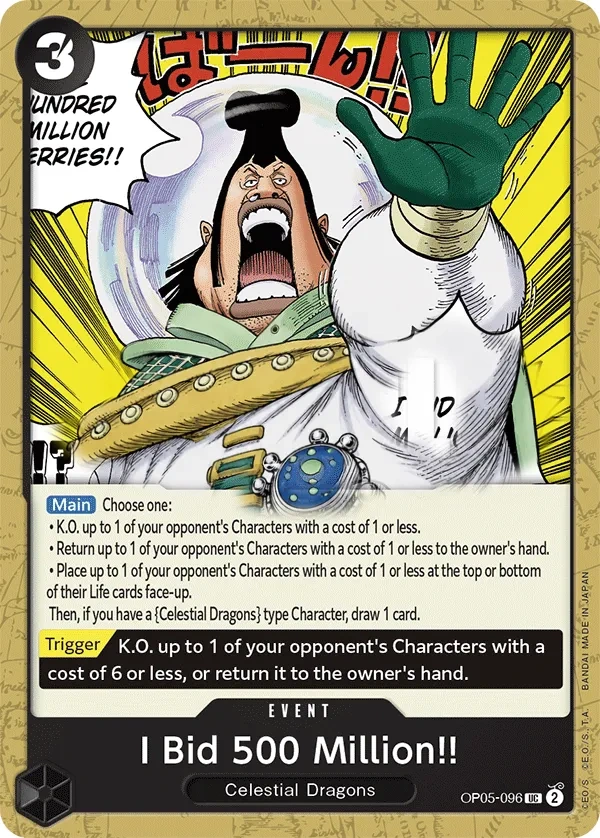 DLICHES EISMEER
3
ばーん!!
HUNDRED
MILLION
ERRIES!!
!?
Main Choose one:
• K.O. up to 1 of your opponent's Characters with a cost of 1 or less.
• Return up to 1 of your opponent's Characters with a cost of 1 or less to the owner's hand.
• Place up to 1 of your opponent's Characters with a cost of 1 or less at the top or bottom
of their Life cards face-up.
Then, if you have a {Celestial Dragons} type Character, draw 1 card.
Trigger K.O. up to 1 of your opponent's Characters with a
cost of 6 or less, or return it to the owner's hand.
EVENT
I Bid 500 Million!!
Celestial Dragons
OP05-096 UC 2
©E.O/S. ©E.O./S.,T.A. BANDAI MADE IN JAPAN